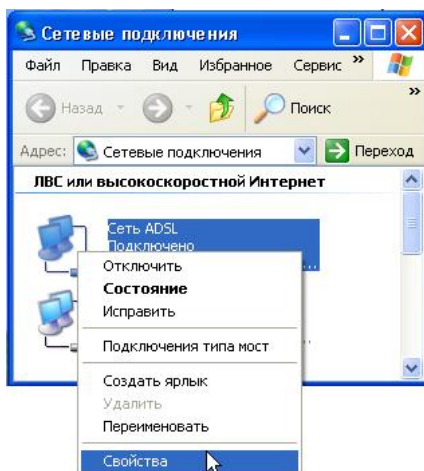 Сетевые подключения
Файл Правка Вид Избранное Сервис »
Назад Поиск »
Адрес: Сетевые подключения Переход
ЛВС или высокоскоростной Интернет
Сеть ADSL
Подключено
...
Отключить
Состояние
Исправить
Подключения типа мост
Создать ярлык
Удалить
Переименовать
Свойства